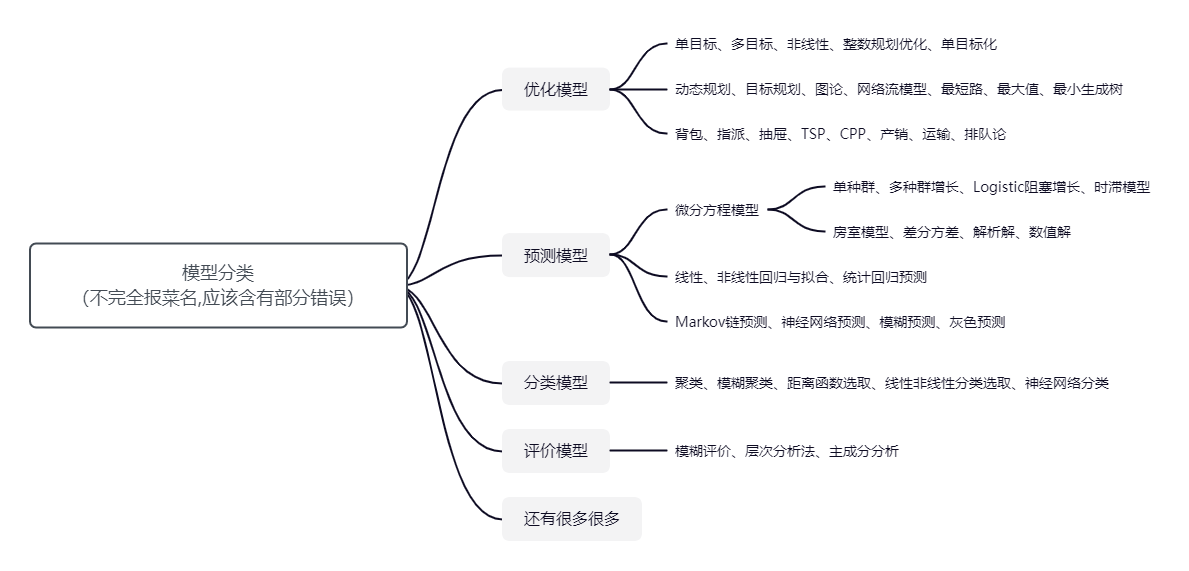 模型分类
（不完全报菜名,应该含有部分错误）
优化模型
单目标、多目标、非线性、整数规划优化、单目标化
动态规划、目标规划、图论、网络流模型、最短路、最大值、最小生成树
背包、指派、抽屉、TSP、CPP、产销、运输、排队论
预测模型
微分方程模型
单种群、多种群增长、Logistic阻塞增长、时滞模型
房室模型、差分方差、解析解、数值解
线性、非线性回归与拟合、统计回归预测
Markov链预测、神经网络预测、模糊预测、灰色预测
分类模型
聚类、模糊聚类、距离函数选取、线性非线性分类选取、神经网络分类
评价模型
模糊评价、层次分析法、主成分分析
还有很多很多